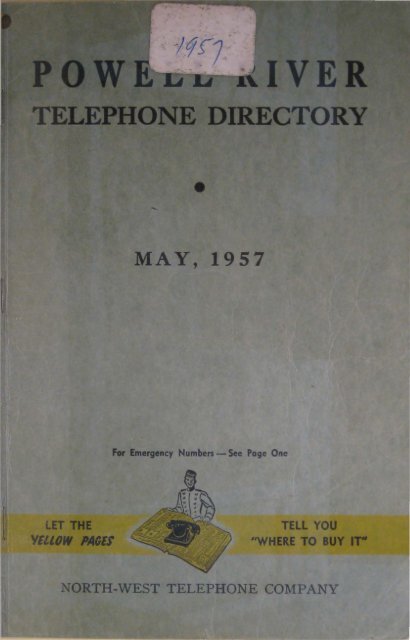 1957
POWELL RIVER
TELEPHONE DIRECTORY
MAY, 1957
For Emergency Numbers — See Page One
LET THE
YELLOW PAGES
TELL YOU
"WHERE TO BUY IT"
NORTH-WEST TELEPHONE COMPANY